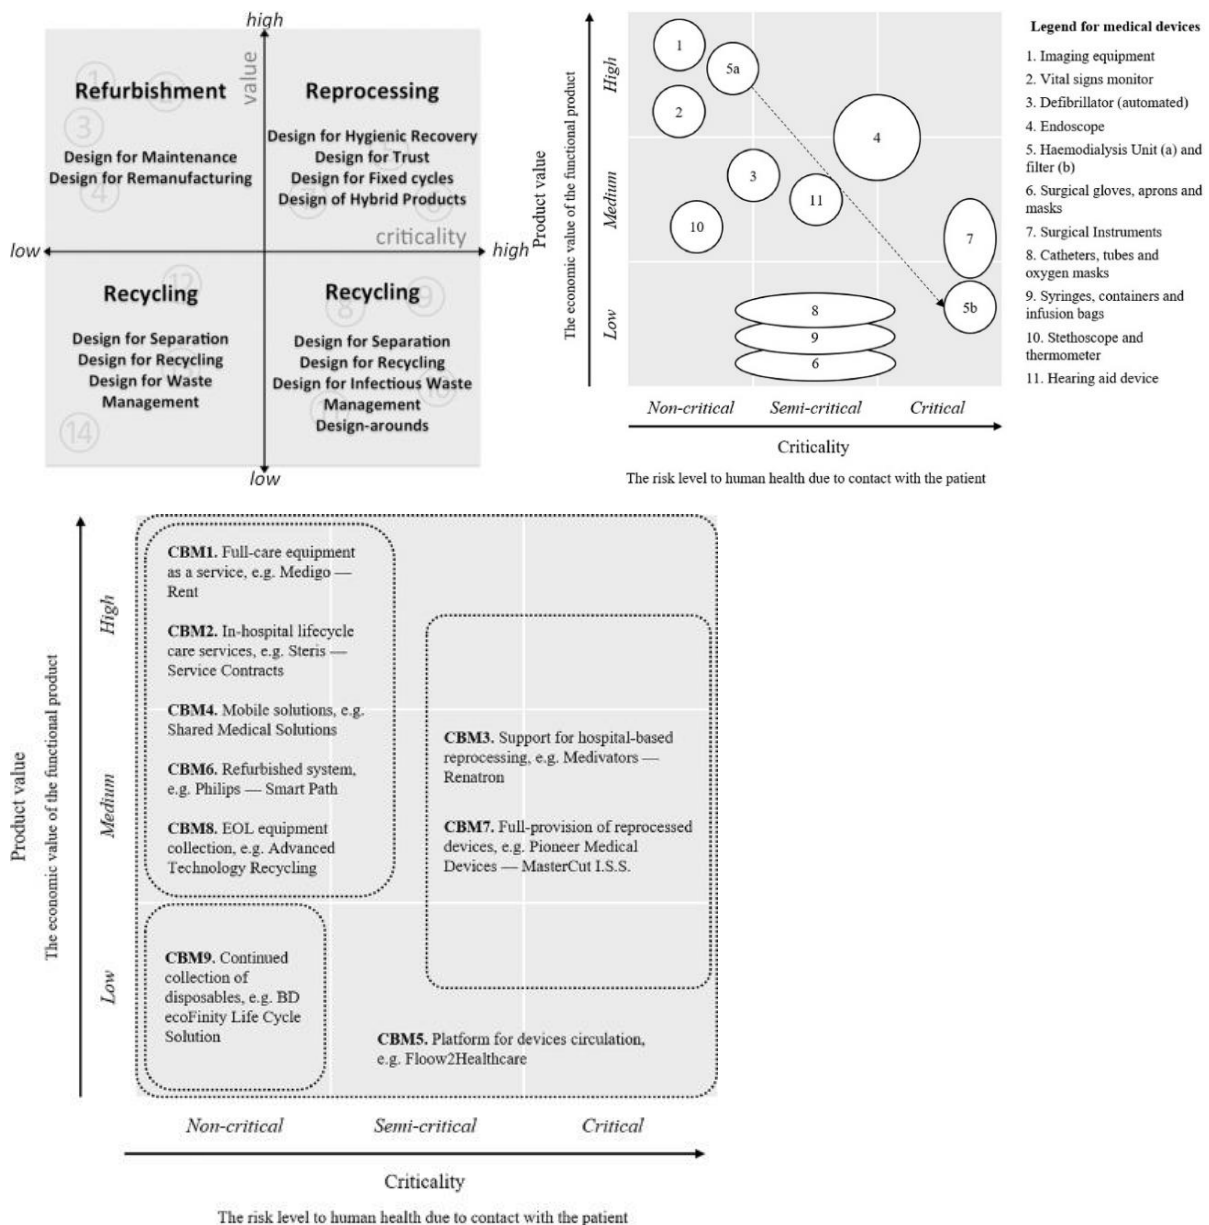 high
value
① ②
Refurbishment
③
Design for Maintenance
Design for Remanufacturing
④
Reprocessing
Design for Hygienic Recovery
⑤
Design for Trust
Design for Fixed cycles
⑦ ⑥
Design of Hybrid Products
criticality
low
high
⑫
Recycling
Design for Separation
Design for Recycling
Design for Waste
Management
⑭
⑧ ⑨
Recycling
Design for Separation
Design for Recycling
Design for Infectious Waste
Management
Design-arounds
low
Product value
The economic value of the functional product
High
Medium
Low
1
5a
2
4
3
11
10
7
8
5b
9
6
Non-critical
Semi-critical
Critical
Criticality
The risk level to human health due to contact with the patient
Legend for medical devices
1. Imaging equipment
2. Vital signs monitor
3. Defibrillator (automated)
4. Endoscope
5. Haemodialysis Unit (a) and
filter (b)
6. Surgical gloves, aprons and
masks
7. Surgical Instruments
8. Catheters, tubes and
oxygen masks
9. Syringes, containers and
infusion bags
10. Stethoscope and
thermometer
11. Hearing aid device
Product value
The economic value of the functional product
High
Medium
Low
CBM1. Full-care equipment
as a service, e.g. Medigo —
Rent
CBM2. In-hospital lifecycle
care services, e.g. Steris —
Service Contracts
CBM4. Mobile solutions, e.g.
Shared Medical Solutions
CBM6. Refurbished system,
e.g. Philips — Smart Path
CBM8. EOL equipment
collection, e.g. Advanced
Technology Recycling
CBM3. Support for hospital-based
reprocessing, e.g. Medivators —
Renatron
CBM7. Full-provision of reprocessed
devices, e.g. Pioneer Medical
Devices — MasterCut I.S.S.
CBM9. Continued
collection of
disposables, e.g. BD
ecoFinity Life Cycle
Solution
CBM5. Platform for devices circulation,
e.g. Floow2Healthcare
Non-critical
Semi-critical
Critical
Criticality
The risk level to human health due to contact with the patient